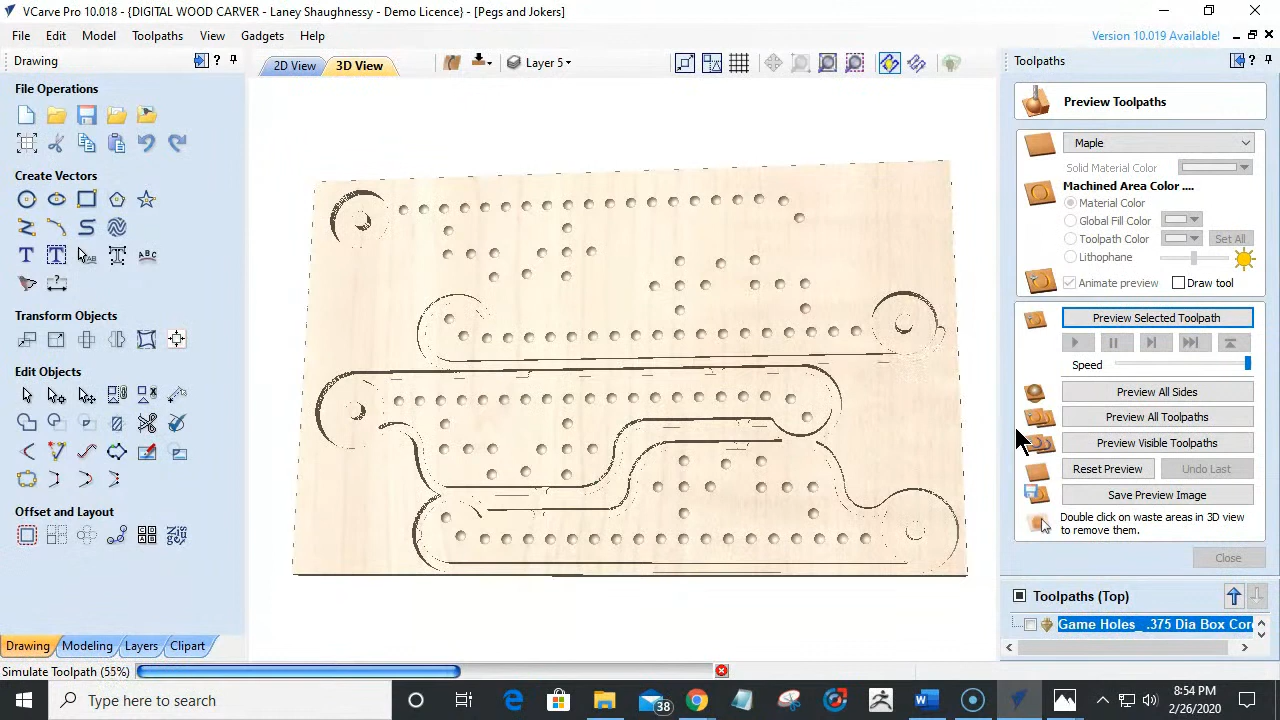 VCarve Pro 10.018 - {DIGITAL WOOD CARVER - Laney Shaughnessy - Demo Licence} - [Pegs and Jokers]
File Edit Model Toolpaths View Gadgets Help Version 10.019 Available!
Drawing
2D View 3D View Layer 5
Toolpaths
File Operations
Create Vectors
Transform Objects
Edit Objects
Offset and Layout
Drawing Modeling Layers Clipart
Preview Toolpaths
Maple
Solid Material Color
Machined Area Color ....
Material Color
Global Fill Color
Toolpath Color Set All
Lithophane
Animate preview Draw tool
Preview Selected Toolpath
Speed
Preview All Sides
Preview All Toolpaths
Preview Visible Toolpaths
Reset Preview Undo Last
Save Preview Image
Double click on waste areas in 3D view
to remove them.
Close
Toolpaths (Top)
Game Holes_ .375 Dia Box Cor
Simulate Toolpath (55%)
Type here to search
38
8:54 PM
2/26/2020